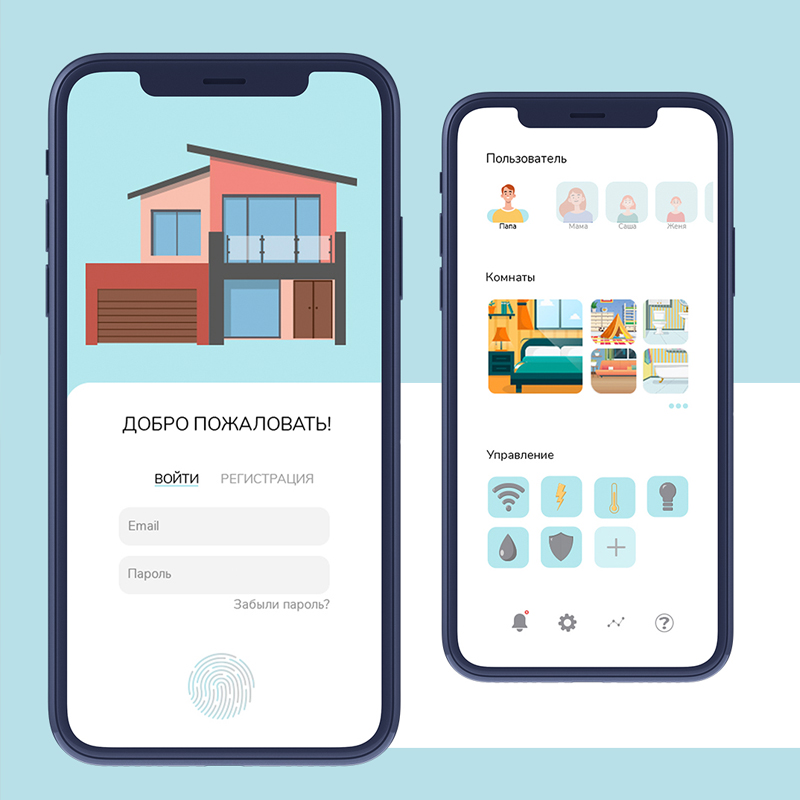 ДОБРО ПОЖАЛОВАТЬ!
ВОЙТИ РЕГИСТРАЦИЯ
Email
Пароль
Забыли пароль?
Пользователь
Папа Мама Саша Женя
Комнаты
Управление